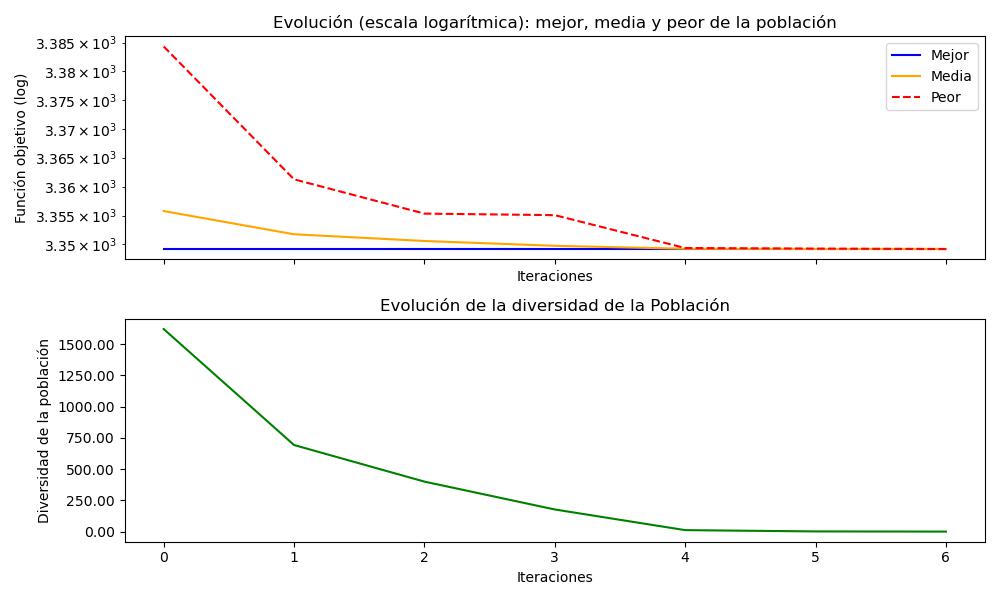 Evolución (escala logarítmica): mejor, media y peor de la población
Función objetivo (log)
3.385 × 10³
3.38 × 10³
3.375 × 10³
3.37 × 10³
3.365 × 10³
3.36 × 10³
3.355 × 10³
3.35 × 10³
Mejor
Media
Peor
Iteraciones
Evolución de la diversidad de la Población
Diversidad de la población
1500.00
1250.00
1000.00
750.00
500.00
250.00
0.00
0 1 2 3 4 5 6
Iteraciones